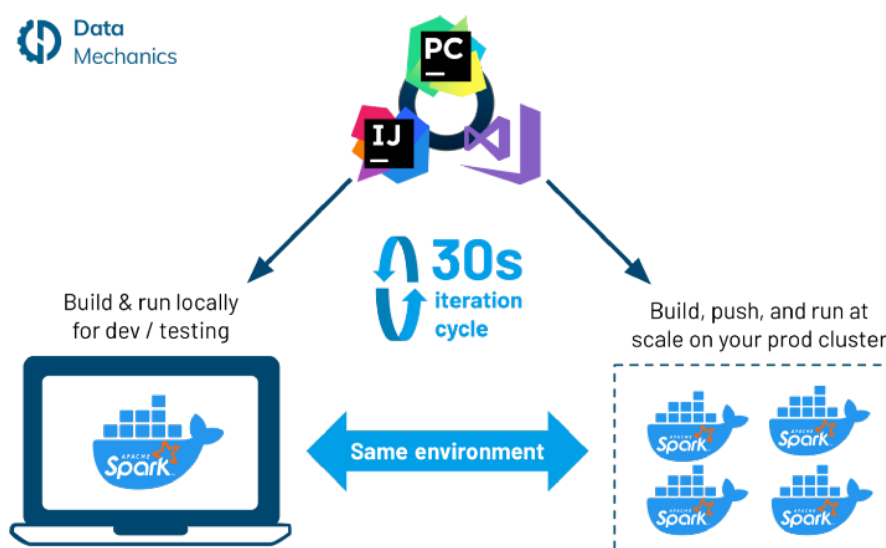 Data
Mechanics
PC
IJ
30s
iteration
cycle
Build & run locally
for dev / testing
Build, push, and run at
scale on your prod cluster
APACHE
Spark
Same environment
APACHE
Spark
APACHE
Spark
APACHE
Spark
APACHE
Spark